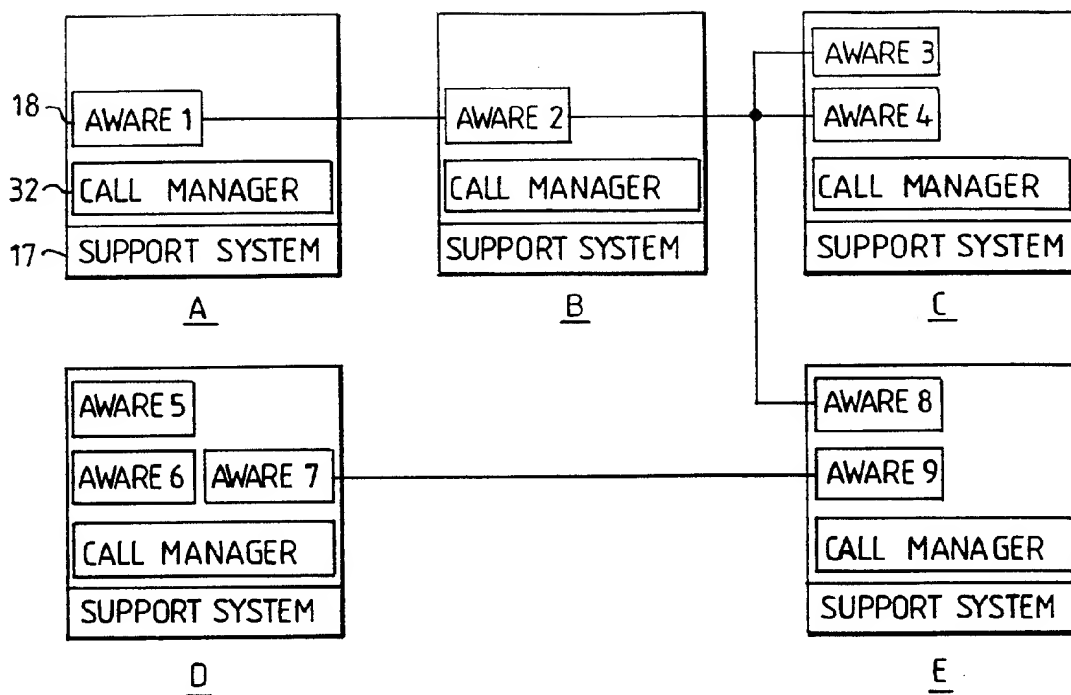 AWARE 1
CALL MANAGER
SUPPORT SYSTEM
18
32
17
A
AWARE 2
CALL MANAGER
SUPPORT SYSTEM
B
AWARE 3
AWARE 4
CALL MANAGER
SUPPORT SYSTEM
C
AWARE 5
AWARE 6
AWARE 7
CALL MANAGER
SUPPORT SYSTEM
D
AWARE 8
AWARE 9
CALL MANAGER
SUPPORT SYSTEM
E